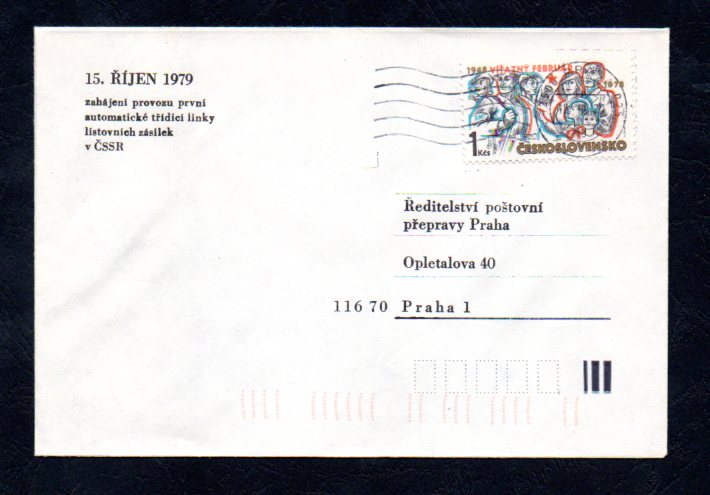 15. ŘÍJEN 1979
zahájení provozu první
automatické třídicí linky
listovních zásilek
v ČSSR
1948 VÍŤAZNÝ FEBRUÁR 1978
1 Kčs ČESKOSLOVENSKO
Ředitelství poštovní
přepravy Praha
Opletalova 40
116 70 Praha 1